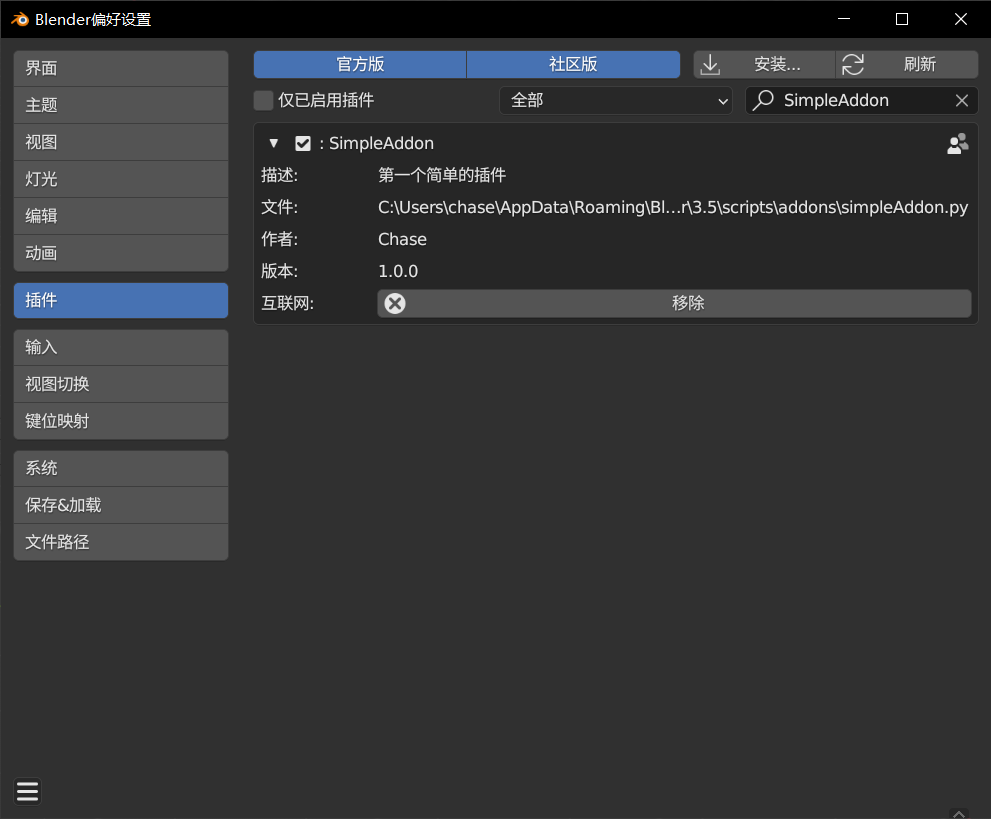 Blender偏好设置
界面
主题
视图
灯光
编辑
动画
插件
输入
视图切换
键位映射
系统
保存&加载
文件路径
官方版 社区版 安装... 刷新
仅已启用插件 全部 SimpleAddon
: SimpleAddon
描述: 第一个简单的插件
文件: C:\Users\chase\AppData\Roaming\Bl...r\3.5\scripts\addons\simpleAddon.py
作者: Chase
版本: 1.0.0
互联网: 移除